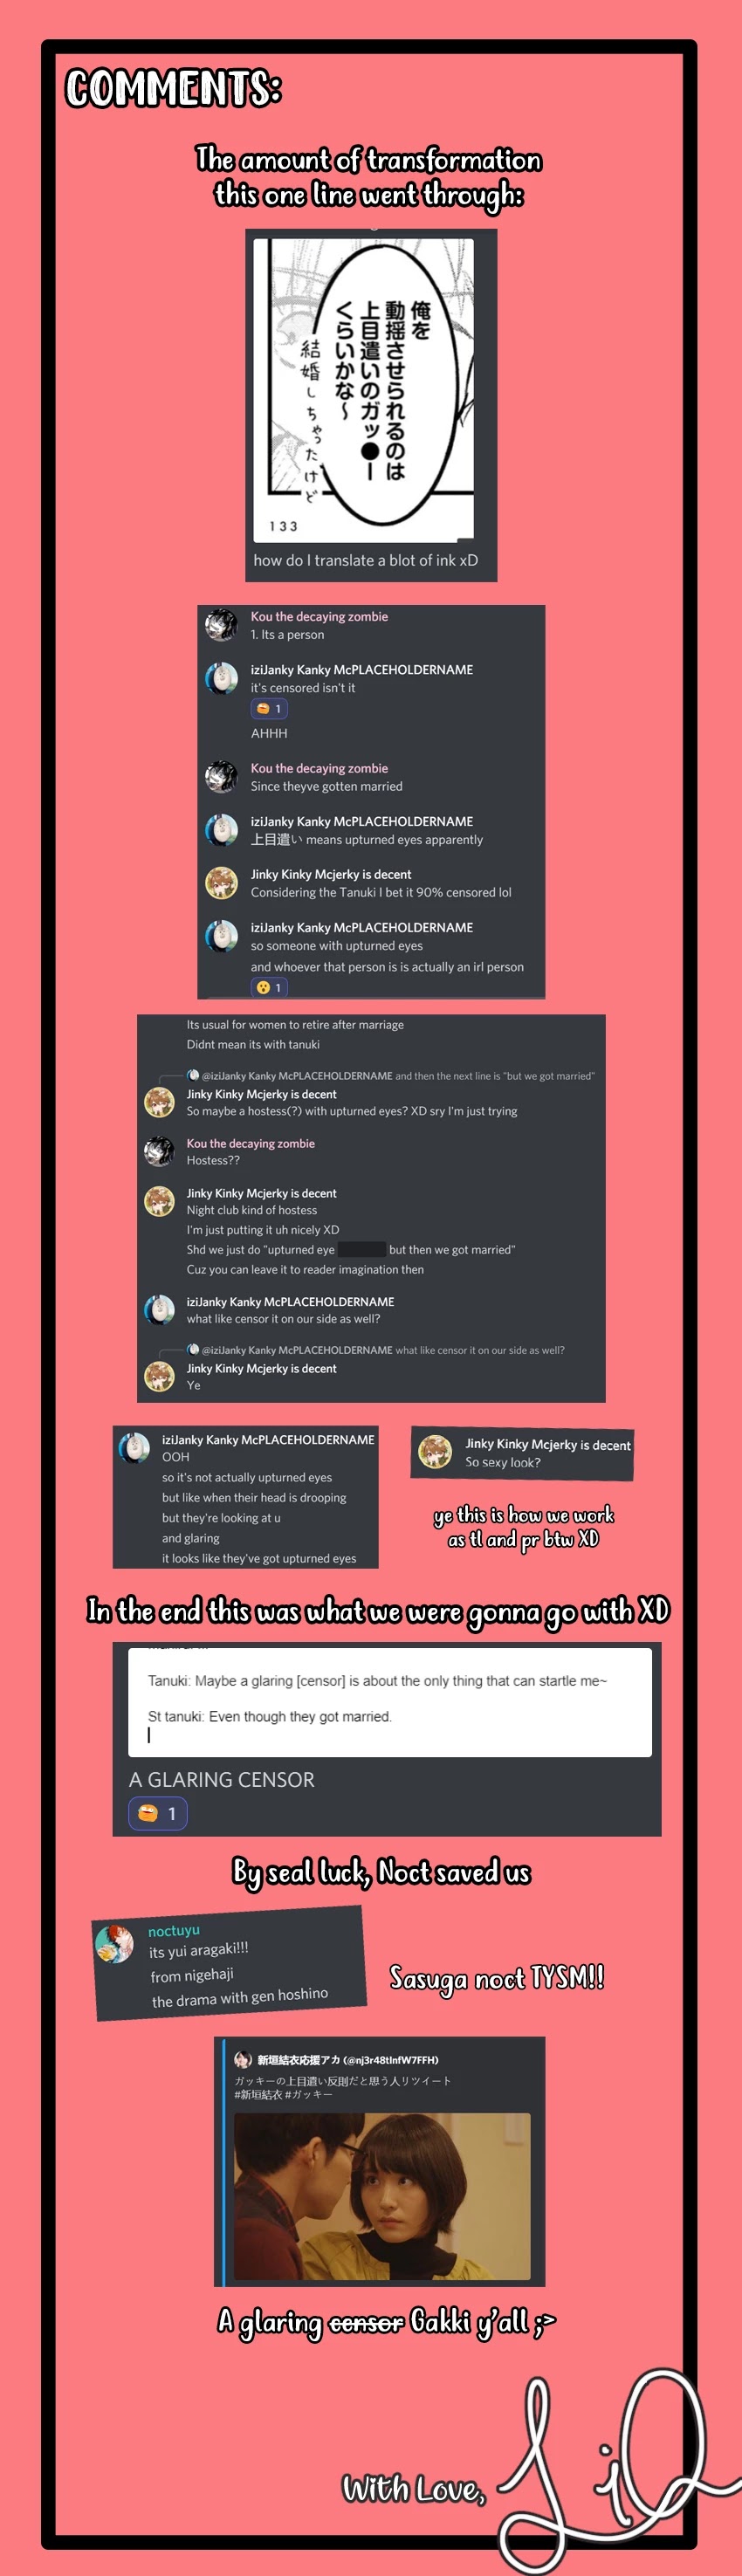 COMMENTS:
The amount of transformation
this one line went through:
俺を
動揺させられるのは
上目遣いのガッ●ー
くらいかな～
結婚しちゃったけど
133
how do I translate a blot of ink xD
Kou the decaying zombie
1. Its a person
iziJanky Kanky McPLACEHOLDERNAME
it's censored isn't it
1
AHHH
Kou the decaying zombie
Since theyve gotten married
iziJanky Kanky McPLACEHOLDERNAME
上目遣い means upturned eyes apparently
Jinky Kinky Mcjerky is decent
Considering the Tanuki I bet it 90% censored lol
iziJanky Kanky McPLACEHOLDERNAME
so someone with upturned eyes
and whoever that person is is actually an irl person
1
Its usual for women to retire after marriage
Didnt mean its with tanuki
@iziJanky Kanky McPLACEHOLDERNAME and then the next line is "but we got married"
Jinky Kinky Mcjerky is decent
So maybe a hostess(?) with upturned eyes? XD sry I'm just trying
Kou the decaying zombie
Hostess??
Jinky Kinky Mcjerky is decent
Night club kind of hostess
I'm just putting it uh nicely XD
Shd we just do "upturned eye but then we got married"
Cuz you can leave it to reader imagination then
iziJanky Kanky McPLACEHOLDERNAME
what like censor it on our side as well?
@iziJanky Kanky McPLACEHOLDERNAME what like censor it on our side as well?
Jinky Kinky Mcjerky is decent
Ye
iziJanky Kanky McPLACEHOLDERNAME
OOH
so it's not actually upturned eyes
but like when their head is drooping
but they're looking at u
and glaring
it looks like they've got upturned eyes
Jinky Kinky Mcjerky is decent
So sexy look?
ye this is how we work
as tl and pr btw XD
In the end this was what we were gonna go with XD
Tanuki: Maybe a glaring [censor] is about the only thing that can startle me~
St tanuki: Even though they got married.
A GLARING CENSOR
1
By seal luck, Noct saved us
noctuyu
its yui aragaki!!!
from nigehaji
the drama with gen hoshino
Sasuga noct TYSM!!
新垣結衣応援アカ (@nj3r48tInfW7FFH)
ガッキーの上目遣い反則だと思う人リツイート
#新垣結衣 #ガッキー
A glaring censor Gakki y'all ;>
With Love,